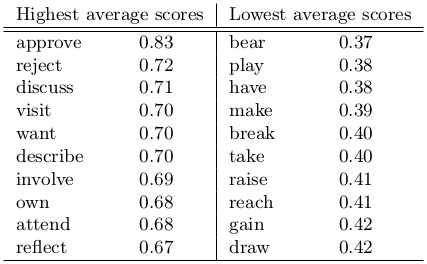 Highest average scores Lowest average scores
approve 0.83 bear 0.37
reject 0.72 play 0.38
discuss 0.71 have 0.38
visit 0.70 make 0.39
want 0.70 break 0.40
describe 0.70 take 0.40
involve 0.69 raise 0.41
own 0.68 reach 0.41
attend 0.68 gain 0.42
reflect 0.67 draw 0.42